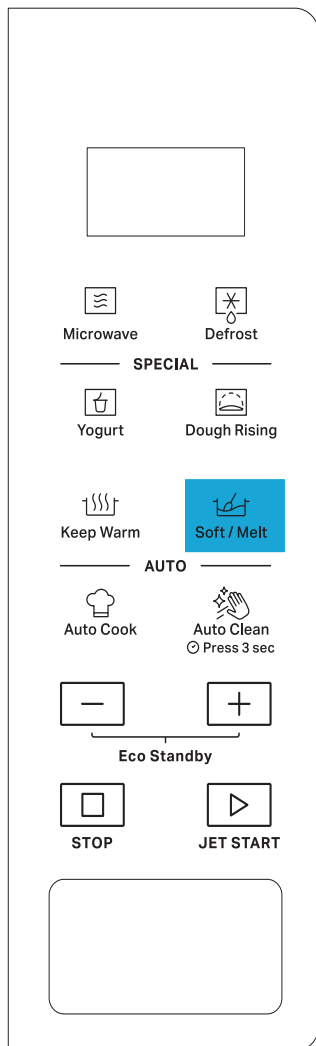 Microwave Defrost
SPECIAL
Yogurt Dough Rising
Keep Warm Soft / Melt
AUTO
Auto Cook Auto Clean
Press 3 sec
Eco Standby
STOP JET START